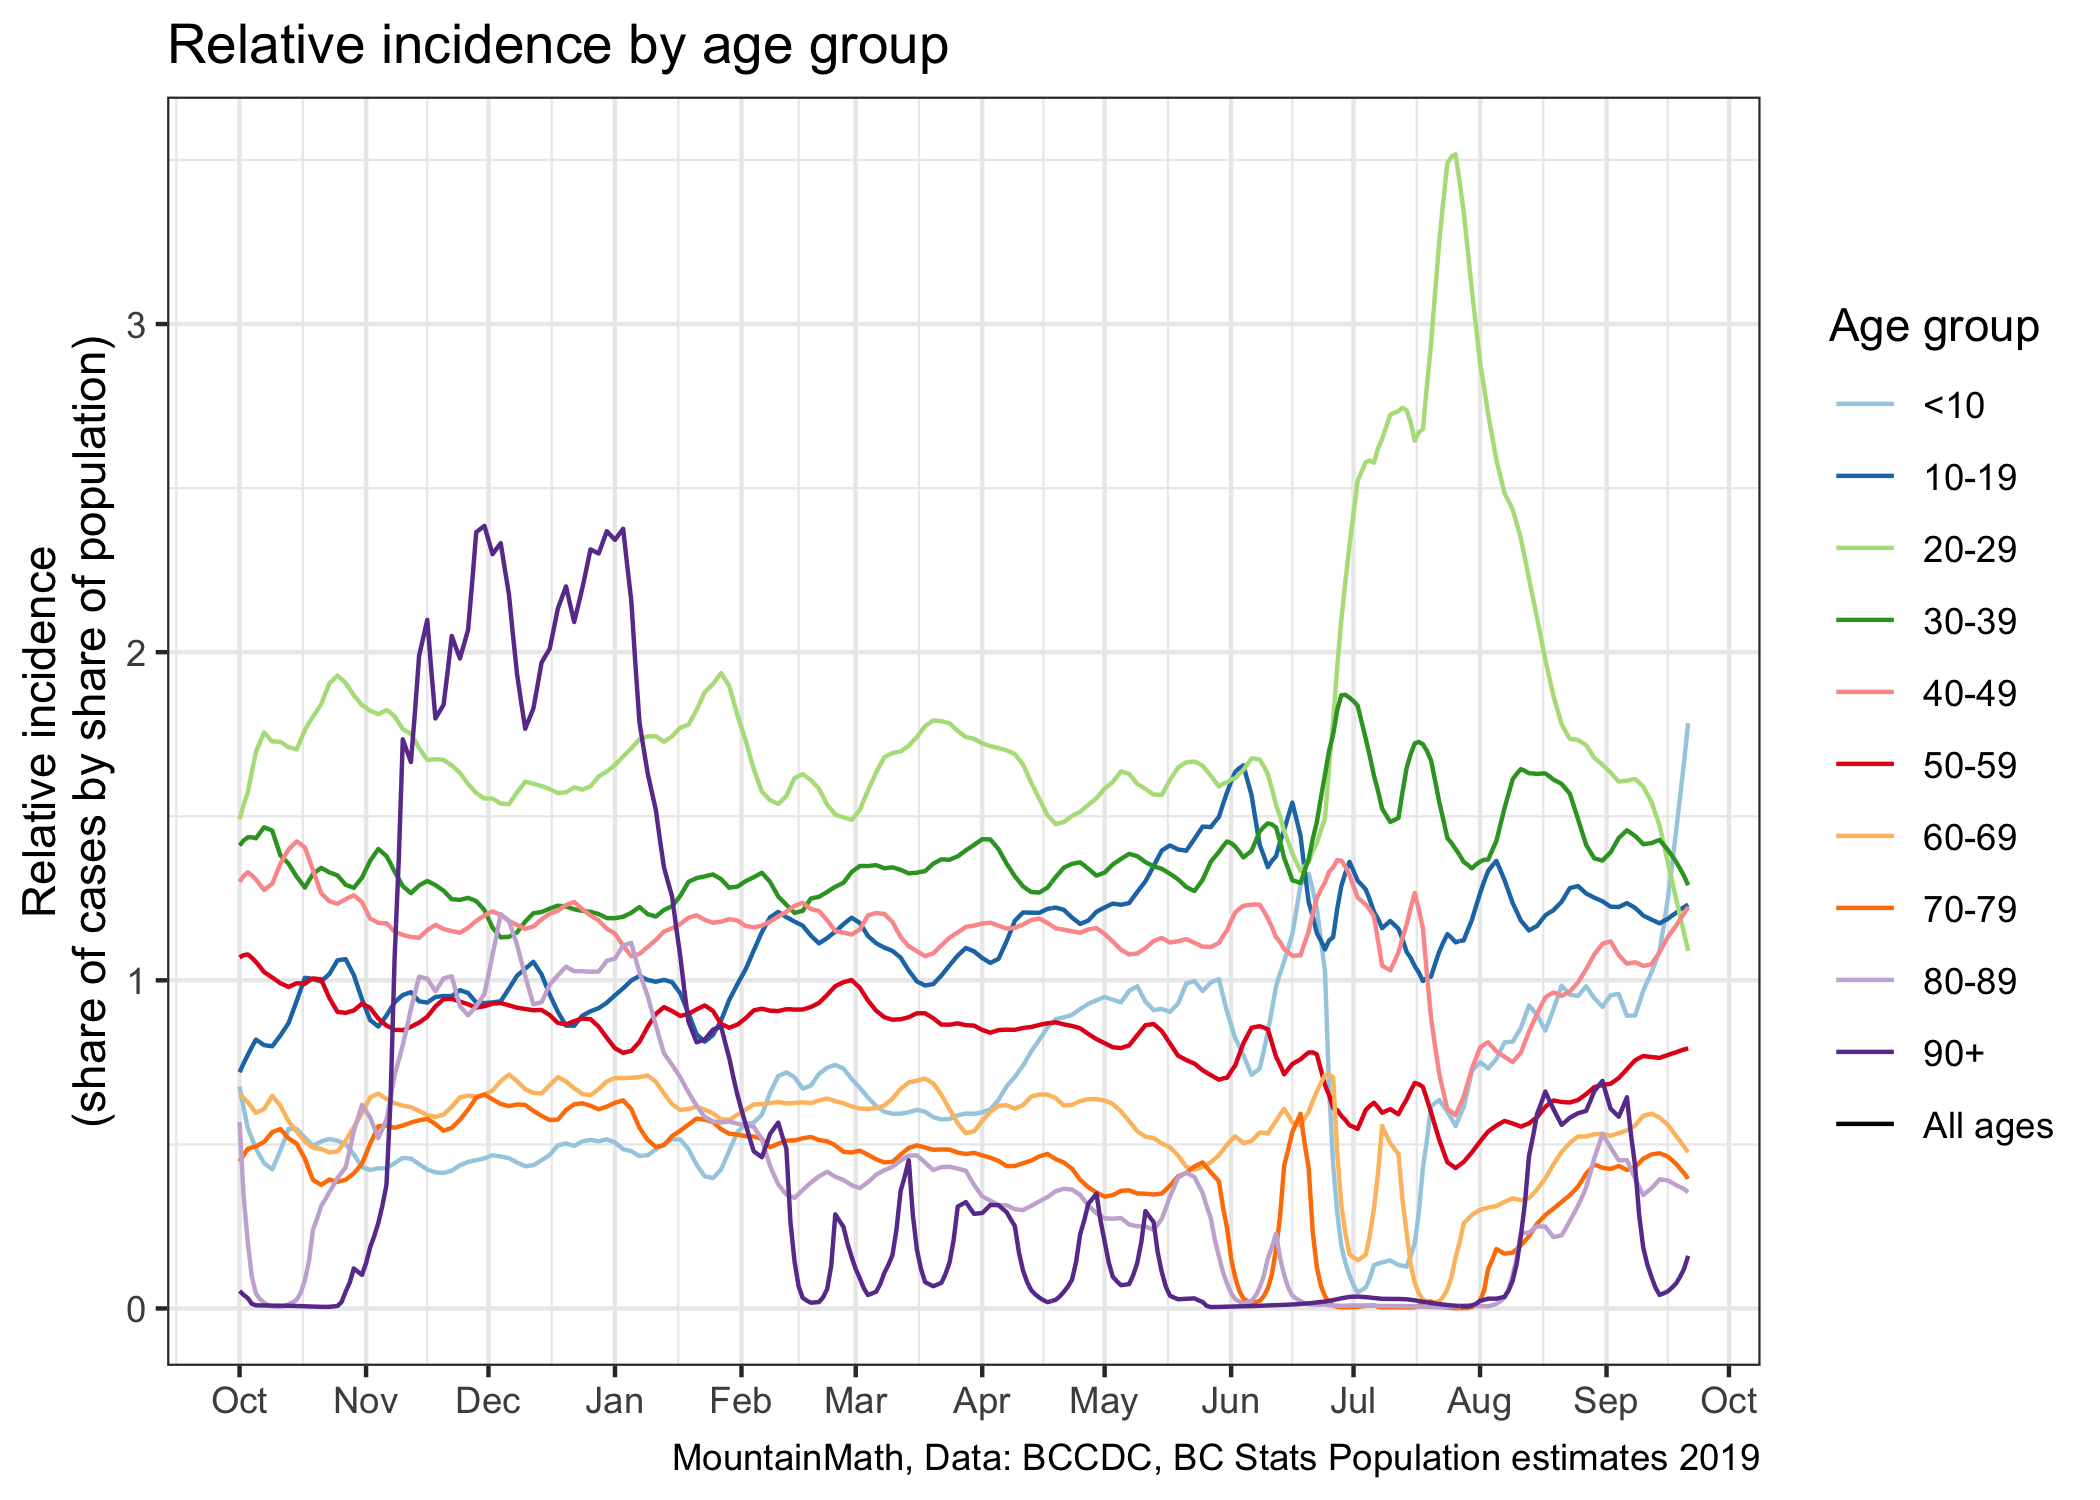 Relative incidence by age group
Relative incidence
(share of cases by share of population)
3
2
1
0
Oct Nov Dec Jan Feb Mar Apr May Jun Jul Aug Sep Oct
Age group
<10
10-19
20-29
30-39
40-49
50-59
60-69
70-79
80-89
90+
All ages
MountainMath, Data: BCCDC, BC Stats Population estimates 2019